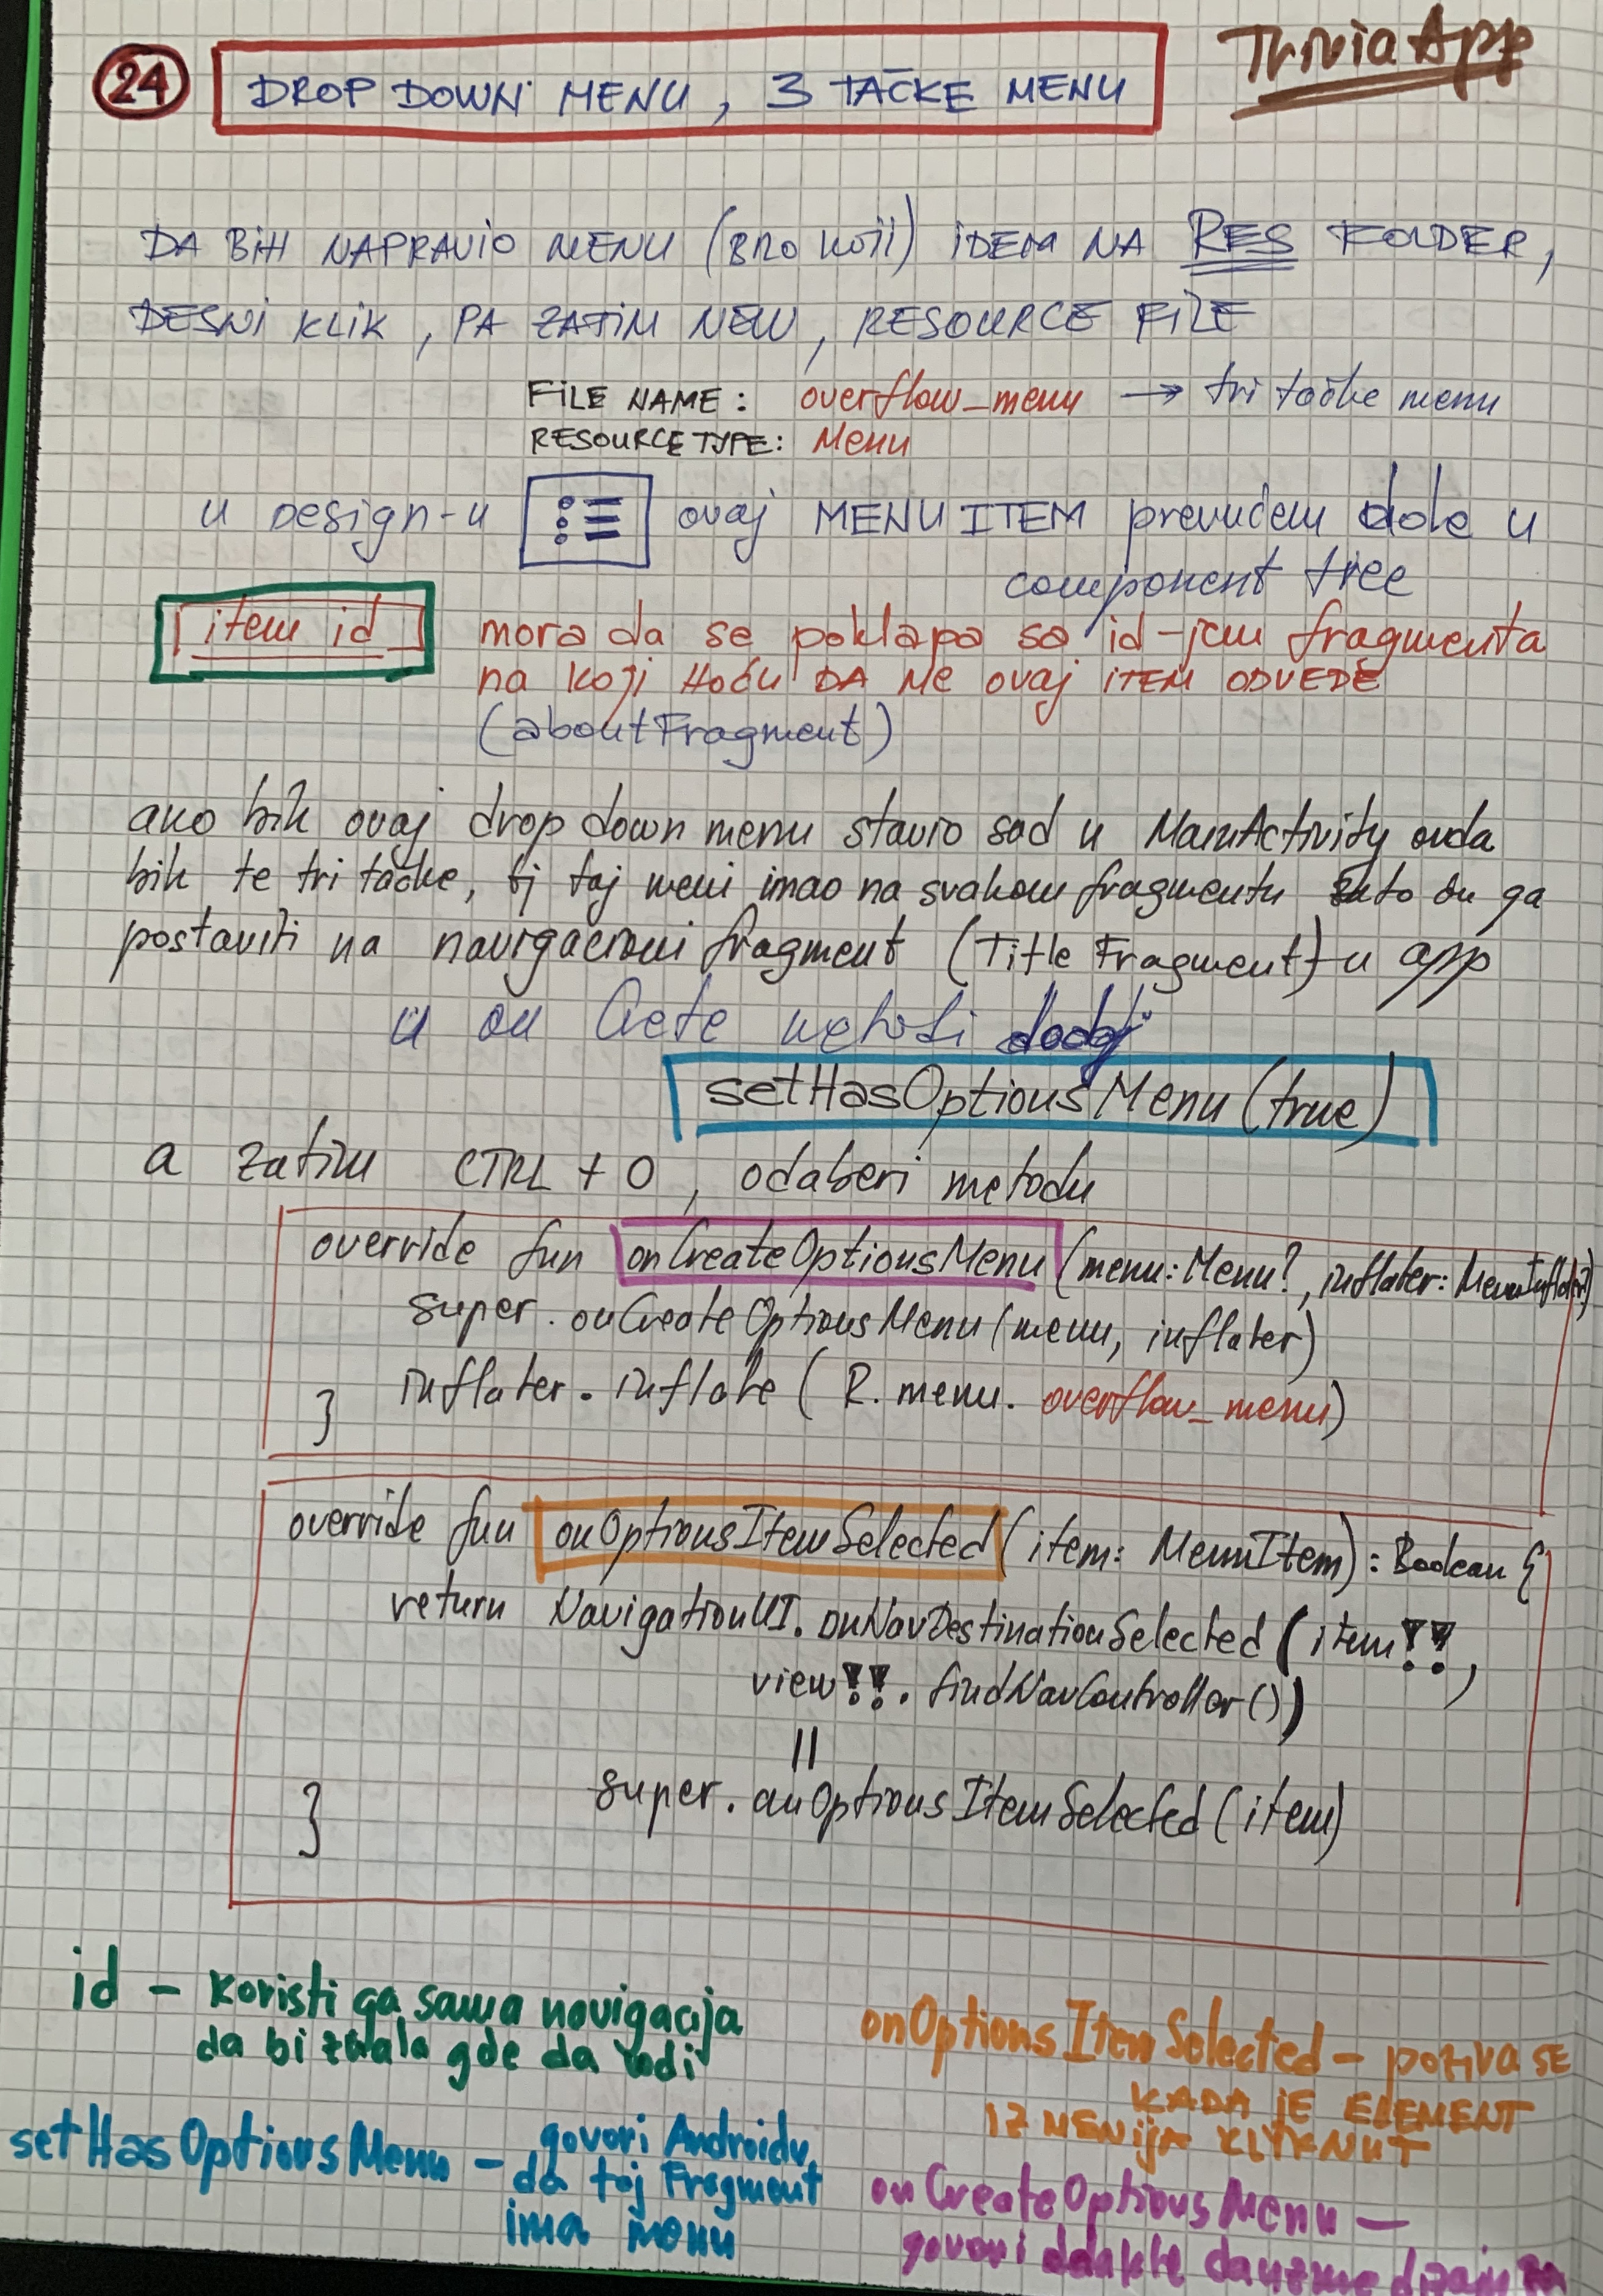 24 DROP DOWN MENU, 3 TAČKE MENU
TriviaApp
DA BIH NAPRAVIO MENU (BILO KOJI) IDEM NA RES FOLDER,
DESNI KLIK, PA ZATIM NEW, RESOURCE FILE
FILE NAME: overflow_menu → tri tačke menu
RESOURCE TYPE: Menu
u Design-u ovaj MENU ITEM prevučem dole u
component tree
item id mora da se poklapa sa id-jem fragmenta
na koji HOĆU DA ME ovaj ITEM ODVEDE
(aboutFragment)
ako bih ovaj drop down menu stavio sad u MainActivity onda
bih te tri tačke, tj taj meni imao na svakom fragmentu zato ću ga
postaviti na navigacioni fragment (Title Fragment) u app
u onCrete metodi dodaj
setHasOptionsMenu(true)
a zatim CTRL + O, odaberi metodu
override fun onCreateOptionsMenu (menu: Menu?, inflater: MenuInflater?)
super.onCreateOptionsMenu(menu, inflater)
inflater.inflate (R.menu.overflow_menu)
}
override fun onOptionsItemSelected (item: MenuItem): Boolean {
return NavigationUI.onNavDestinationSelected (item!!,
view!!.findNavController())
||
super.onOptionsItemSelected(item)
}
id – koristi ga sama navigacija
da bi znala gde da vodi
setHasOptionsMenu – govori Androidu
da taj Fragment
ima menu
onOptionsItemSelected – poziva SE
KADA JE ELEMENT
IZ MENIJA KLIKNUT
onCreateOptionsMenu —
govori dakle da uzme dizajn